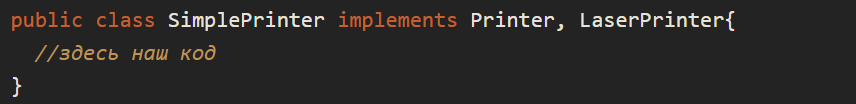 public class SimplePrinter implements Printer, LaserPrinter{
//здесь наш код
}